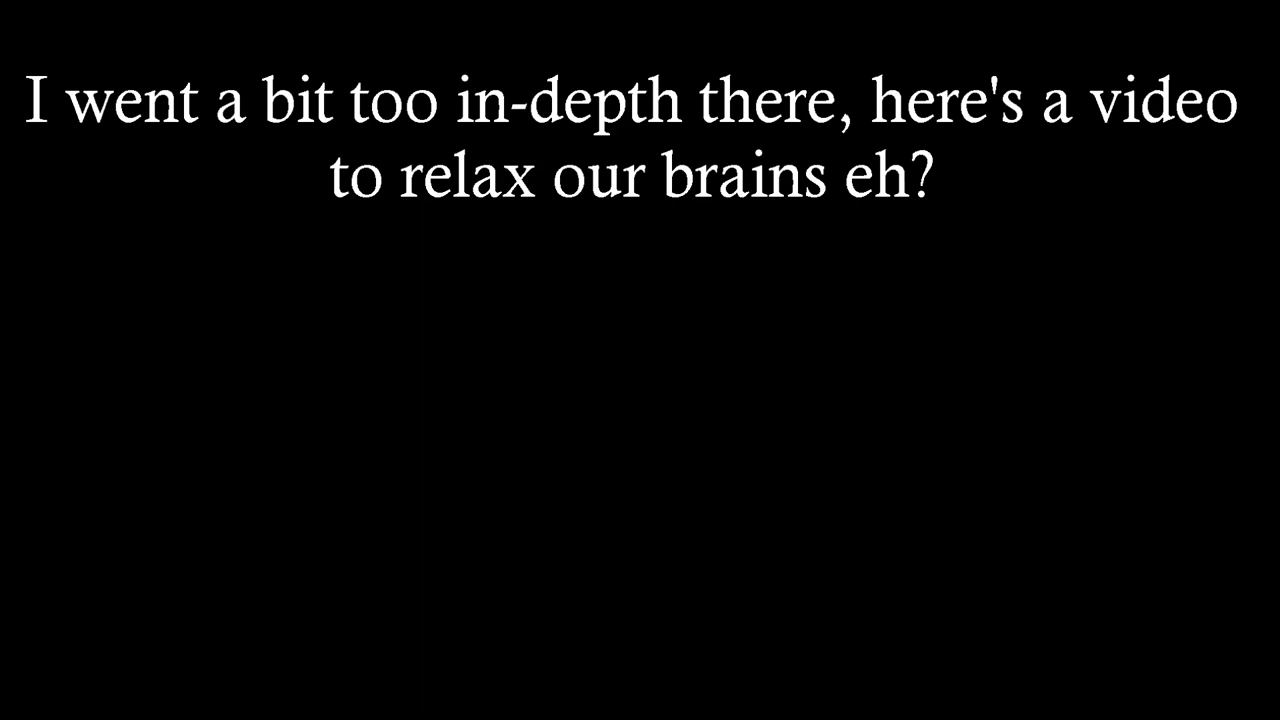 I went a bit too in-depth there, here's a video
to relax our brains eh?